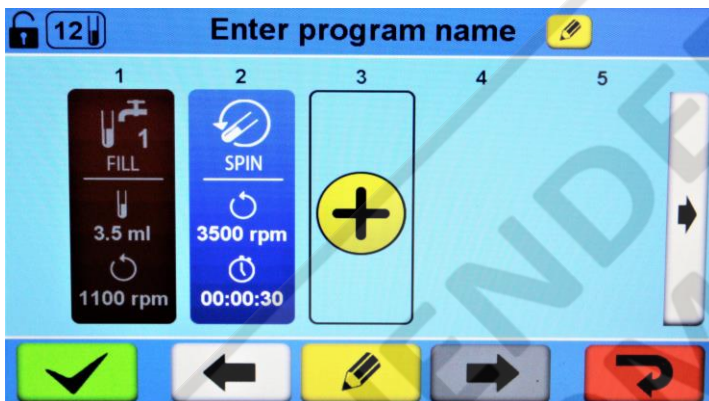 12
Enter program name
1 2 3 4 5
1
FILL SPIN
3.5 ml 3500 rpm
1100 rpm 00:00:30